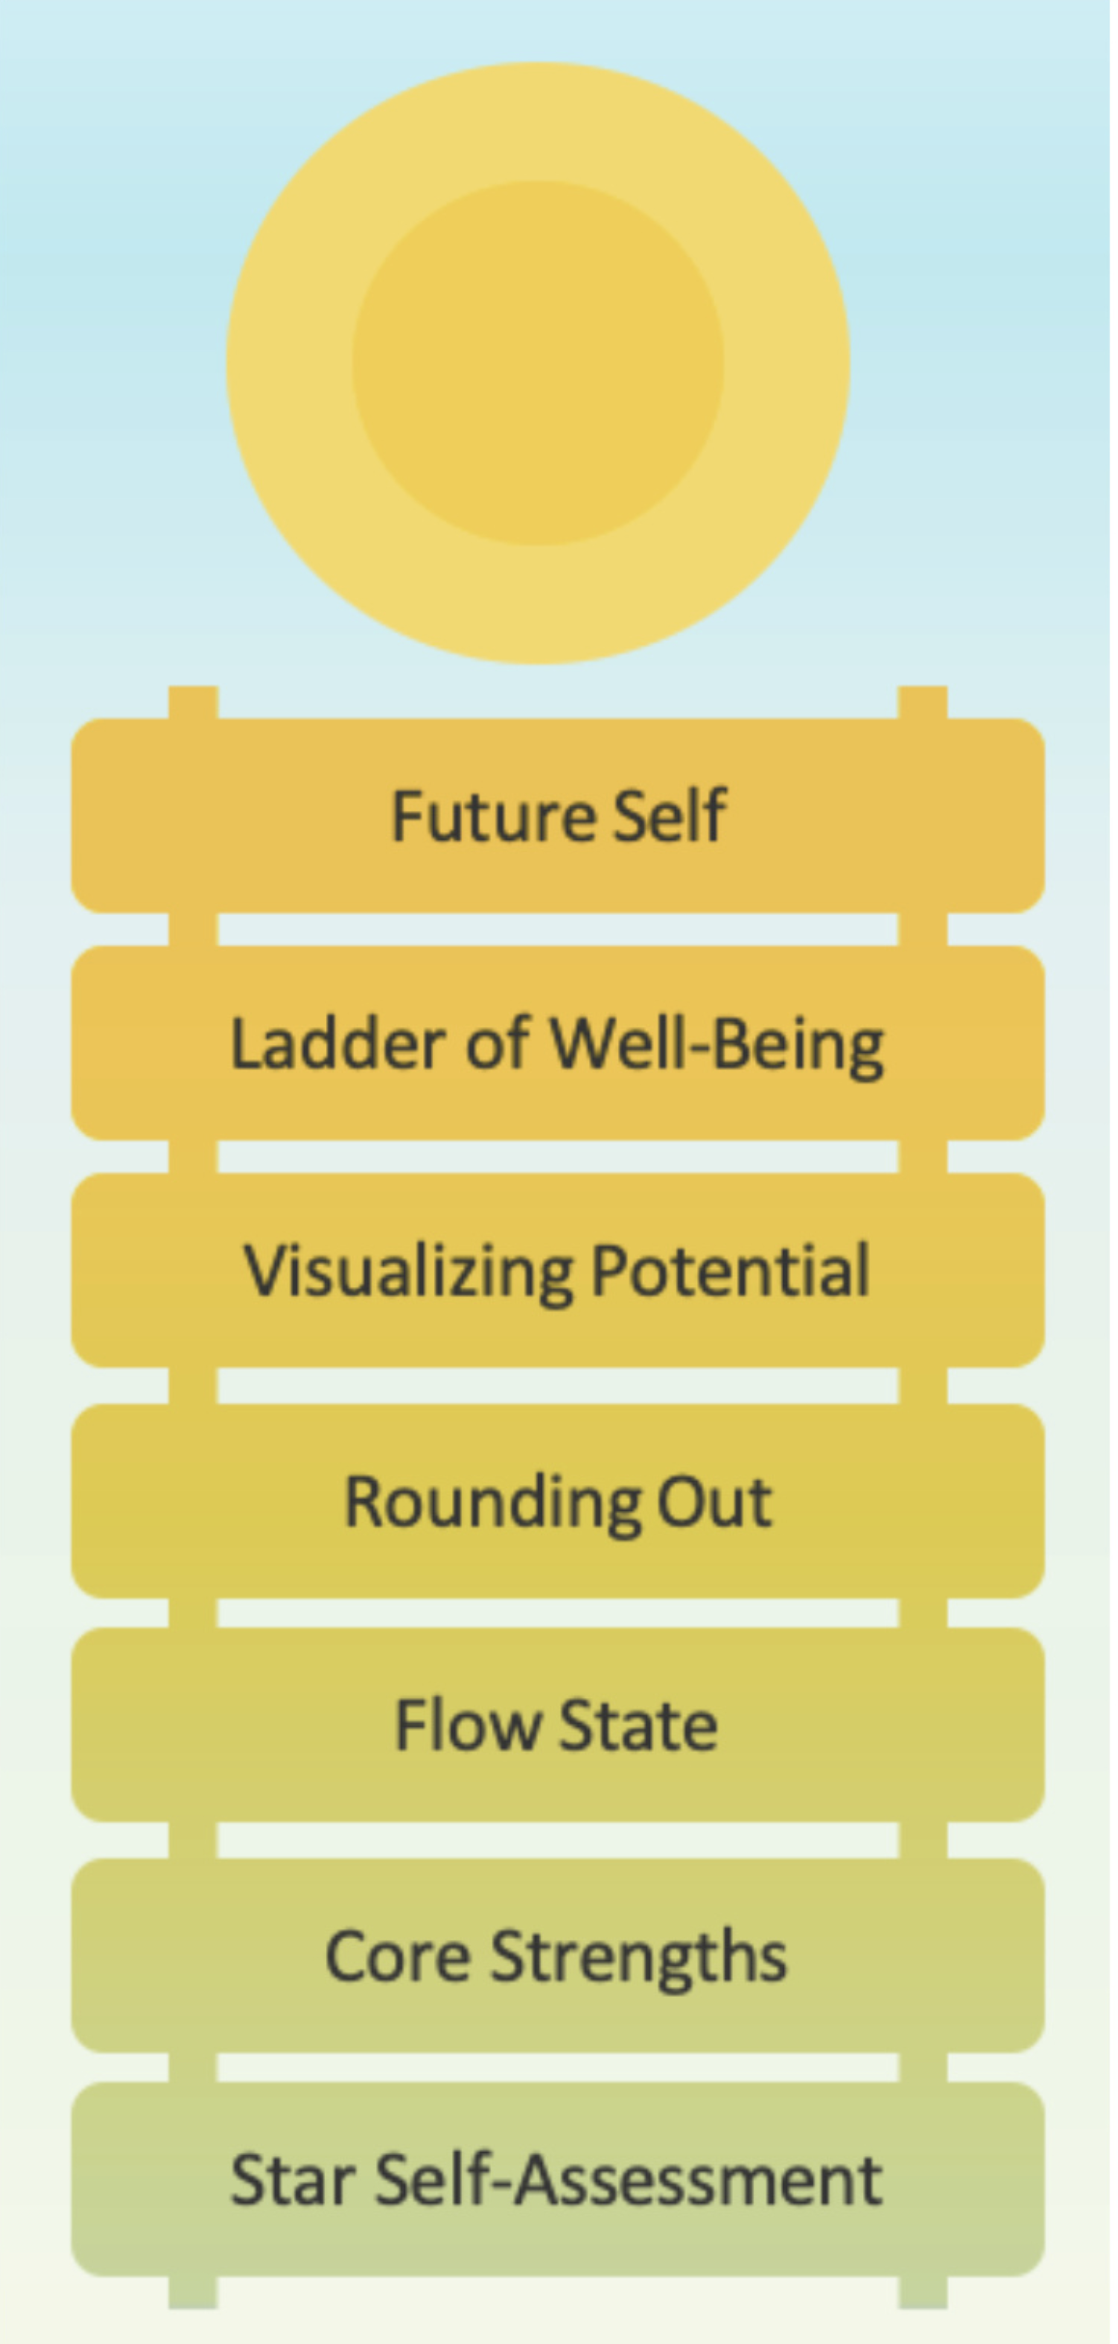 Future Self
Ladder of Well-Being
Visualizing Potential
Rounding Out
Flow State
Core Strengths
Star Self-Assessment